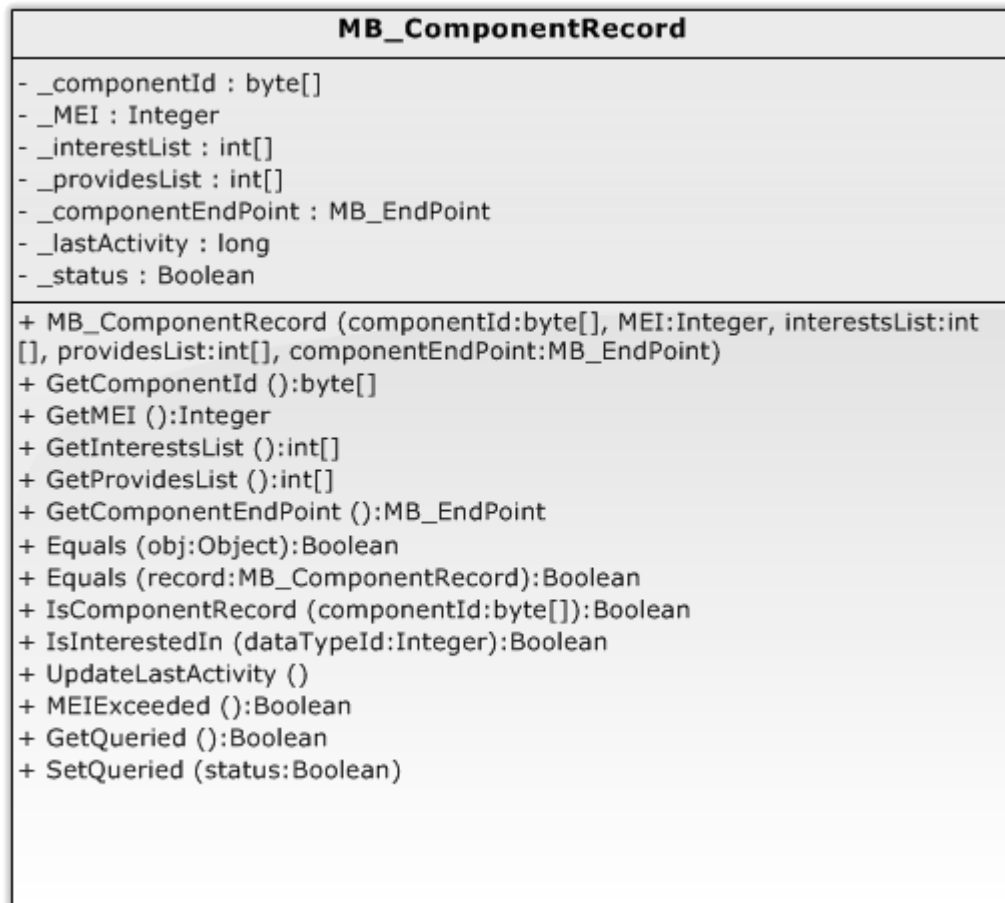 MB_ComponentRecord
- _componentId : byte[]
- _MEI : Integer
- _interestList : int[]
- _providesList : int[]
- _componentEndPoint : MB_EndPoint
- _lastActivity : long
- _status : Boolean
+ MB_ComponentRecord (componentId:byte[], MEI:Integer, interestsList:int
[], providesList:int[], componentEndPoint:MB_EndPoint)
+ GetComponentId ():byte[]
+ GetMEI ():Integer
+ GetInterestsList ():int[]
+ GetProvidesList ():int[]
+ GetComponentEndPoint ():MB_EndPoint
+ Equals (obj:Object):Boolean
+ Equals (record:MB_ComponentRecord):Boolean
+ IsComponentRecord (componentId:byte[]):Boolean
+ IsInterestedIn (dataTypeId:Integer):Boolean
+ UpdateLastActivity ()
+ MEIExceeded ():Boolean
+ GetQueried ():Boolean
+ SetQueried (status:Boolean)